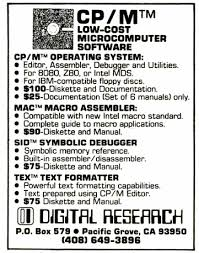 CP/M™
LOW-COST
MICROCOMPUTER
SOFTWARE
CP/M™ OPERATING SYSTEM:
● Editor, Assembler, Debugger and Utilities.
● For 8080, Z80, or Intel MDS.
● For IBM-compatible floppy discs.
● $100-Diskette and Documentation.
● $25-Documentation (Set of 6 manuals) only.
MAC™ MACRO ASSEMBLER:
● Compatible with new Intel macro standard.
● Complete guide to macro applications.
● $90-Diskette and Manual.
SID™ SYMBOLIC DEBUGGER
● Symbolic memory reference.
● Built-in assembler/disassembler.
● $75-Diskette and Manual.
TEX™ TEXT FORMATTER
● Powerful text formatting capabilities.
● Text prepared using CP/M Editor.
● $75-Diskette and Manual.
DIGITAL RESEARCH
P.O. Box 579 ● Pacific Grove, CA 93950
(408) 649-3896